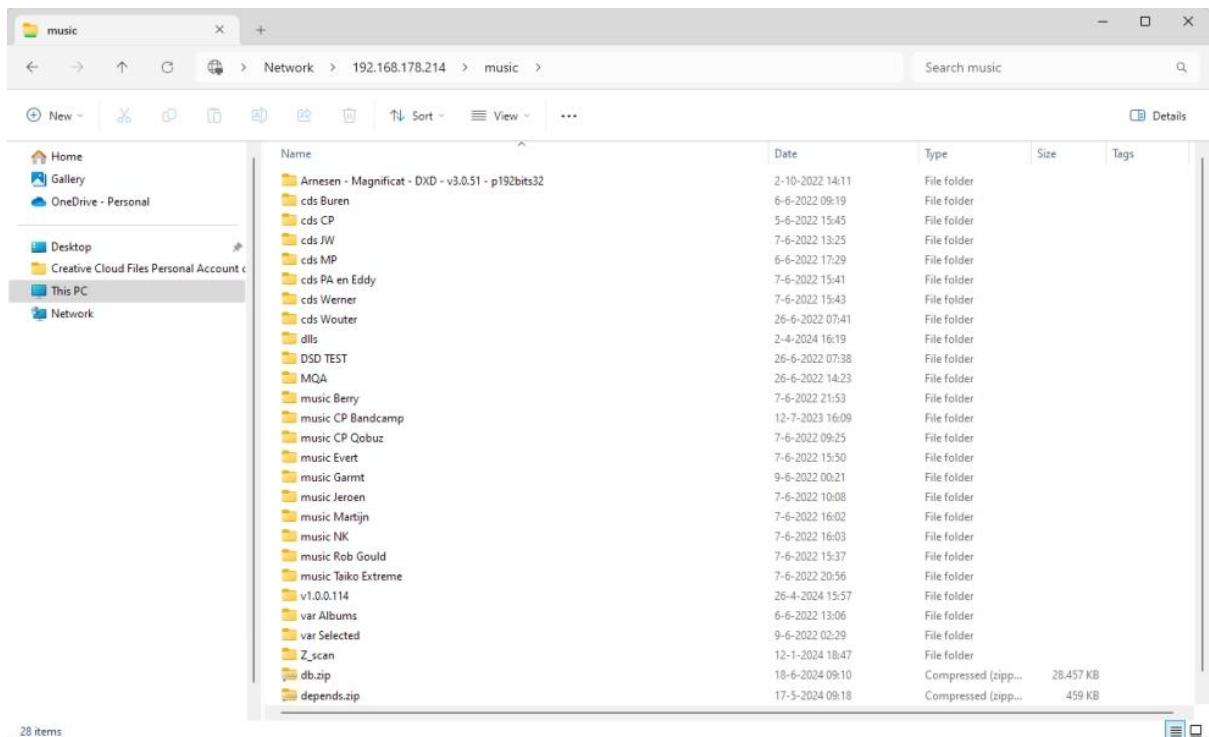 music
Network > 192.168.178.214 > music >
Search music
New
Sort
View
Details
Home
Gallery
OneDrive - Personal
Desktop
Creative Cloud Files Personal Account
This PC
Network
Name Date Type Size Tags
Arnesen - Magnificat - DXD - v3.0.51 - p192bits32 2-10-2022 14:11 File folder
cds Buren 6-6-2022 09:19 File folder
cds CP 5-6-2022 15:45 File folder
cds JW 7-6-2022 13:25 File folder
cds MP 6-6-2022 17:29 File folder
cds PA en Eddy 7-6-2022 15:41 File folder
cds Werner 7-6-2022 15:43 File folder
cds Wouter 26-6-2022 07:41 File folder
dlls 2-4-2024 16:19 File folder
DSD TEST 26-6-2022 07:38 File folder
MQA 26-6-2022 14:23 File folder
music Berry 7-6-2022 21:53 File folder
music CP Bandcamp 12-7-2023 16:09 File folder
music CP Qobuz 7-6-2022 09:25 File folder
music Evert 7-6-2022 15:50 File folder
music Garmt 9-6-2022 00:21 File folder
music Jeroen 7-6-2022 10:08 File folder
music Martijn 7-6-2022 16:02 File folder
music NK 7-6-2022 16:03 File folder
music Rob Gould 7-6-2022 15:37 File folder
music Taiko Extreme 7-6-2022 20:56 File folder
v1.0.0.114 26-4-2024 15:57 File folder
var Albums 6-6-2022 13:06 File folder
var Selected 9-6-2022 02:29 File folder
Z_scan 12-1-2024 18:47 File folder
db.zip 18-6-2024 09:10 Compressed (zipp... 28.457 KB
depends.zip 17-5-2024 09:18 Compressed (zipp... 459 KB
28 items